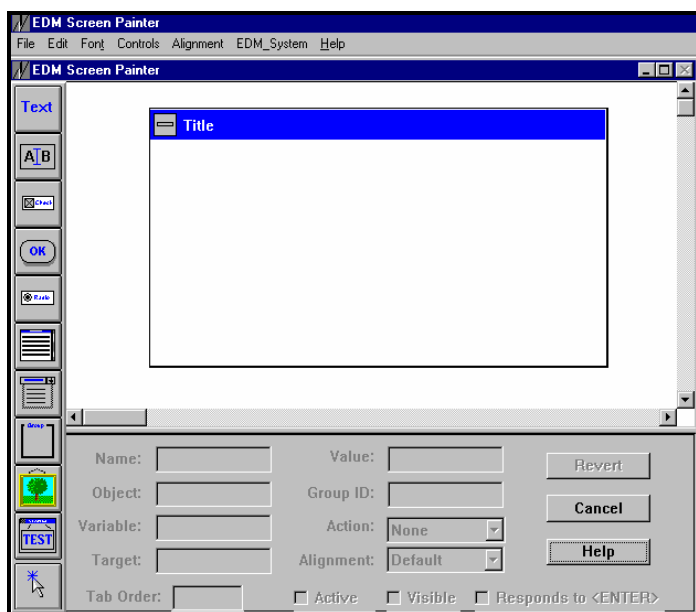 EDM Screen Painter
File Edit Font Controls Alignment EDM_System Help
EDM Screen Painter
Text
Title
A B
Check
OK
Radio
Group
TEST
Name:
Value:
Revert
Object:
Group ID:
Cancel
Variable:
Action: None
Help
Target:
Alignment: Default
Tab Order:
Active
Visible
Responds to <ENTER>